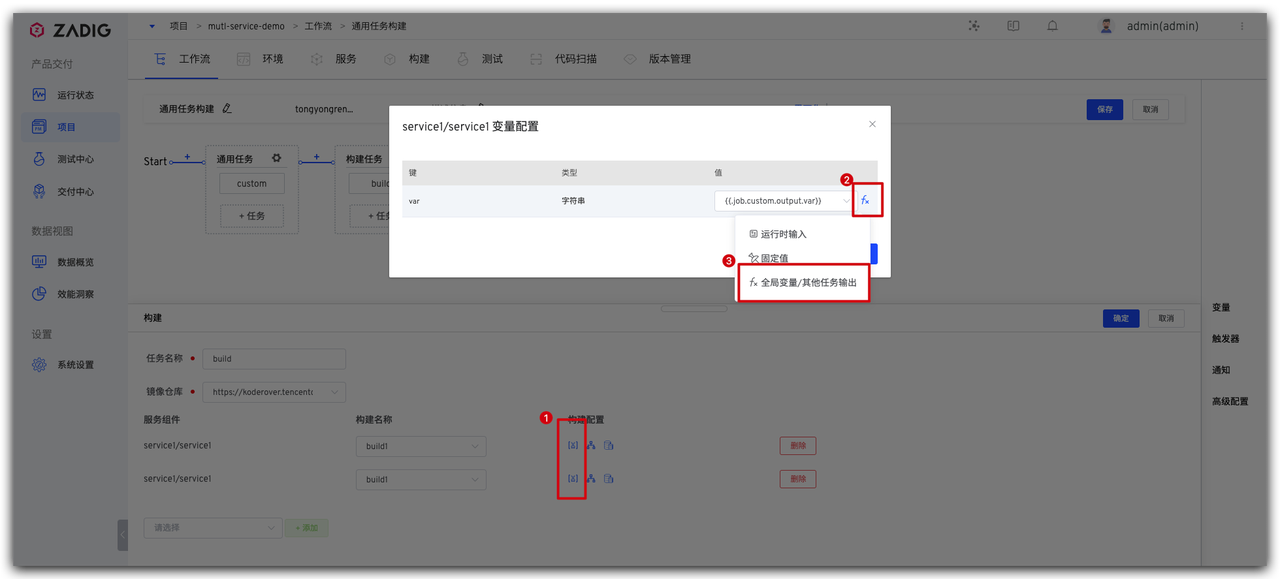 ZADIG
项目 > mutl-service-demo > 工作流 > 通用任务构建
admin(admin)
产品交付
运行状态
项目
测试中心
交付中心
数据视图
数据概览
效能洞察
设置
系统设置
工作流
环境
服务
构建
测试
代码扫描
版本管理
通用任务构建
tongyongren...
保存
取消
Start
通用任务
custom
+ 任务
构建任务
service1/service1 变量配置
键
类型
值
var
字符串
{{.job.custom.output.var}}
2
fx
运行时输入
固定值
3
fx 全局变量/其他任务输出
构建
确定
取消
任务名称
build
镜像仓库
https://koderover.tencentc
服务组件
构建名称
1
构建配置
service1/service1
build1
删除
service1/service1
build1
删除
请选择
+ 添加
变量
触发器
通知
高级配置